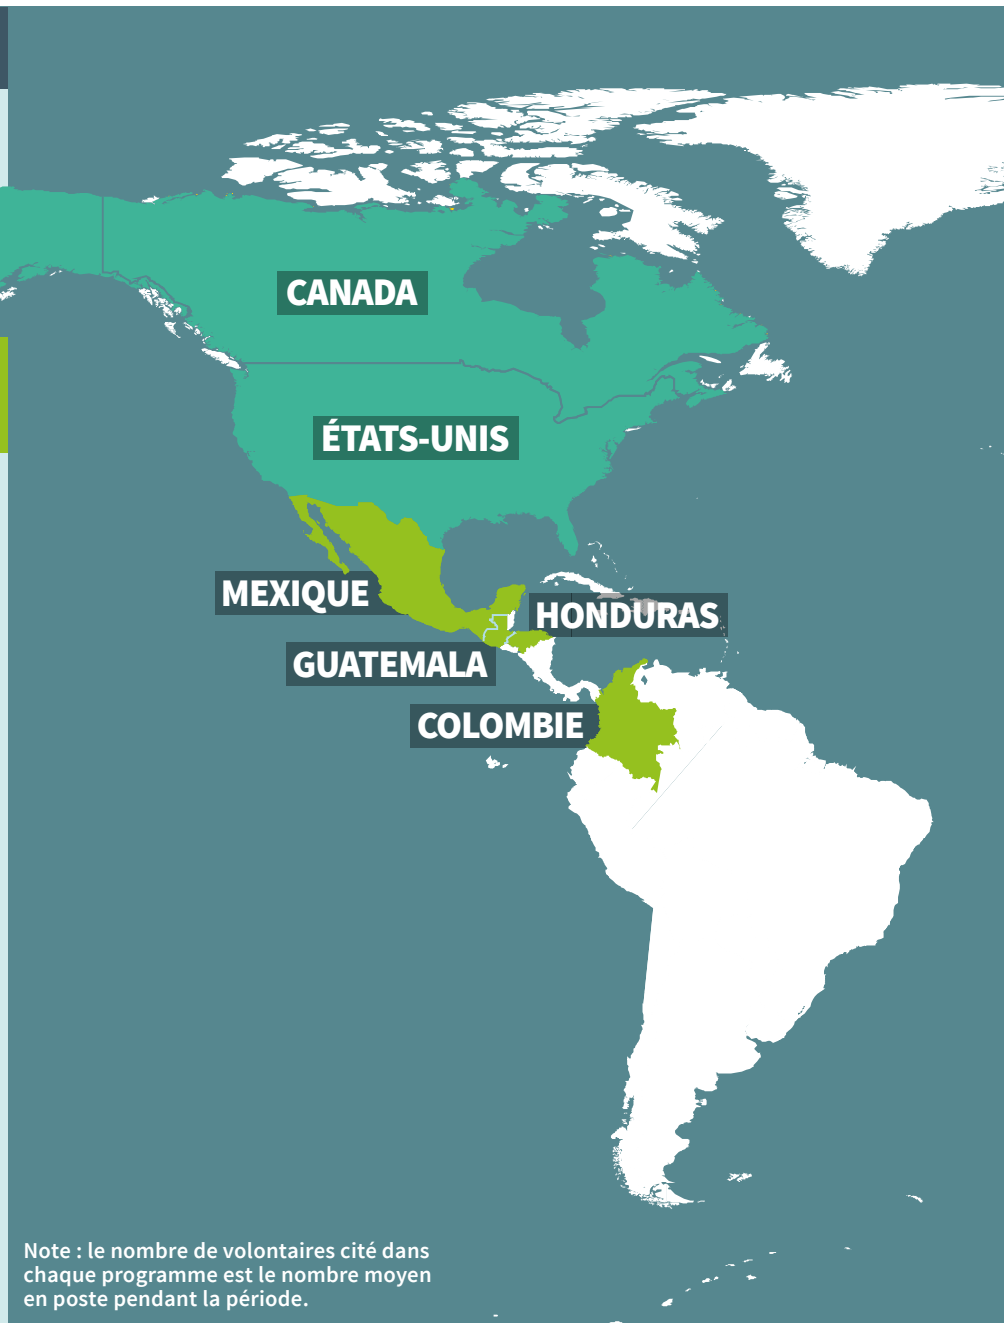 CANADA
ÉTATS-UNIS
MEXIQUE
HONDURAS
GUATEMALA
COLOMBIE
Note : le nombre de volontaires cité dans
chaque programme est le nombre moyen
en poste pendant la période.